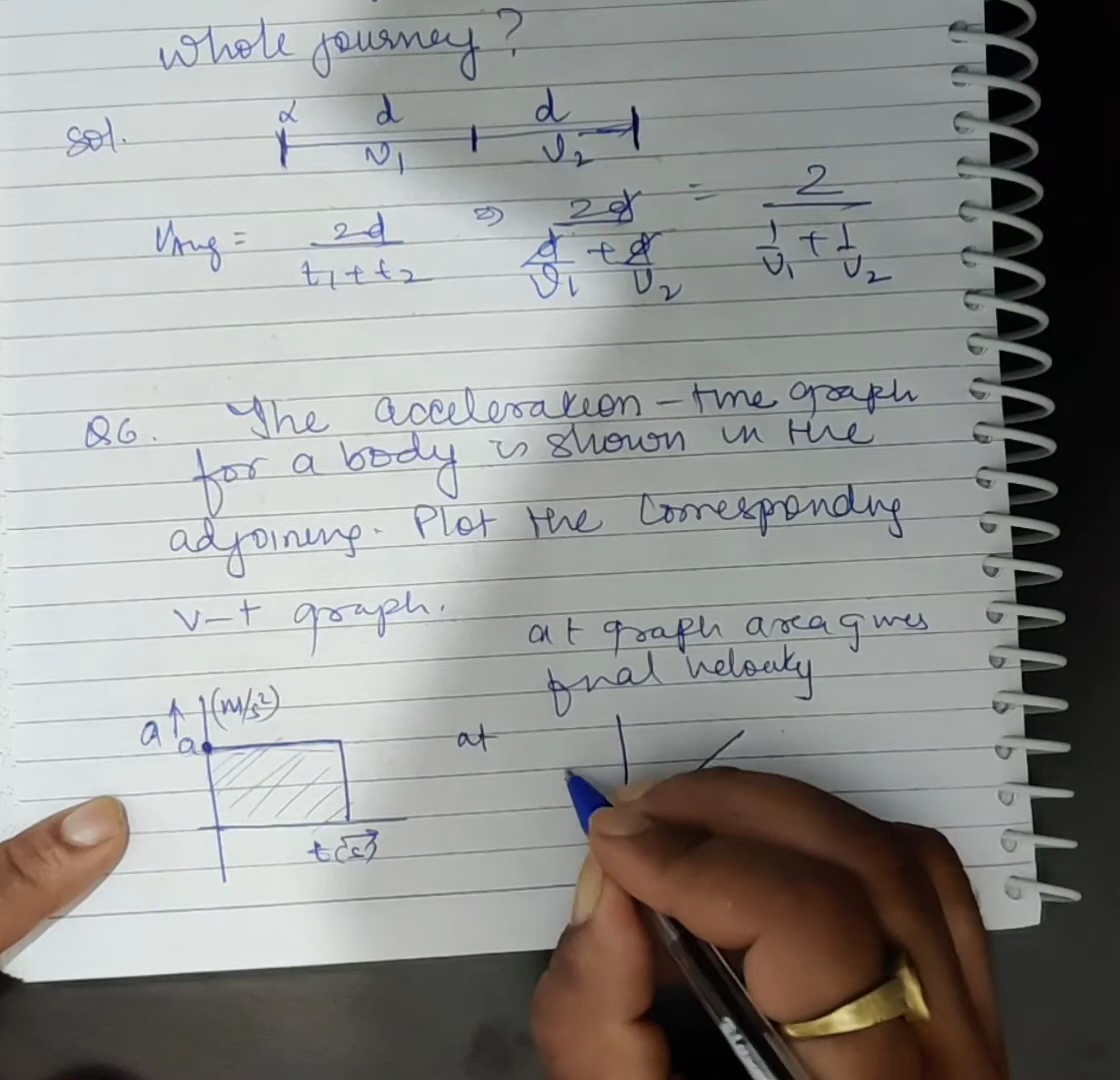 whole journey?
Sol. α d d
v₁ v₂
VAvg = 2d / t₁ + t₂ ⇒ 2d / d/v₁ + d/v₂ = 2 / 1/v₁ + 1/v₂
Q6. The acceleration-time graph
for a body is shown in the
adjoining. Plot the corresponding
v-t graph.
at graph area gives
final velocity
a ↑ (m/s²)
a
at
t(s)